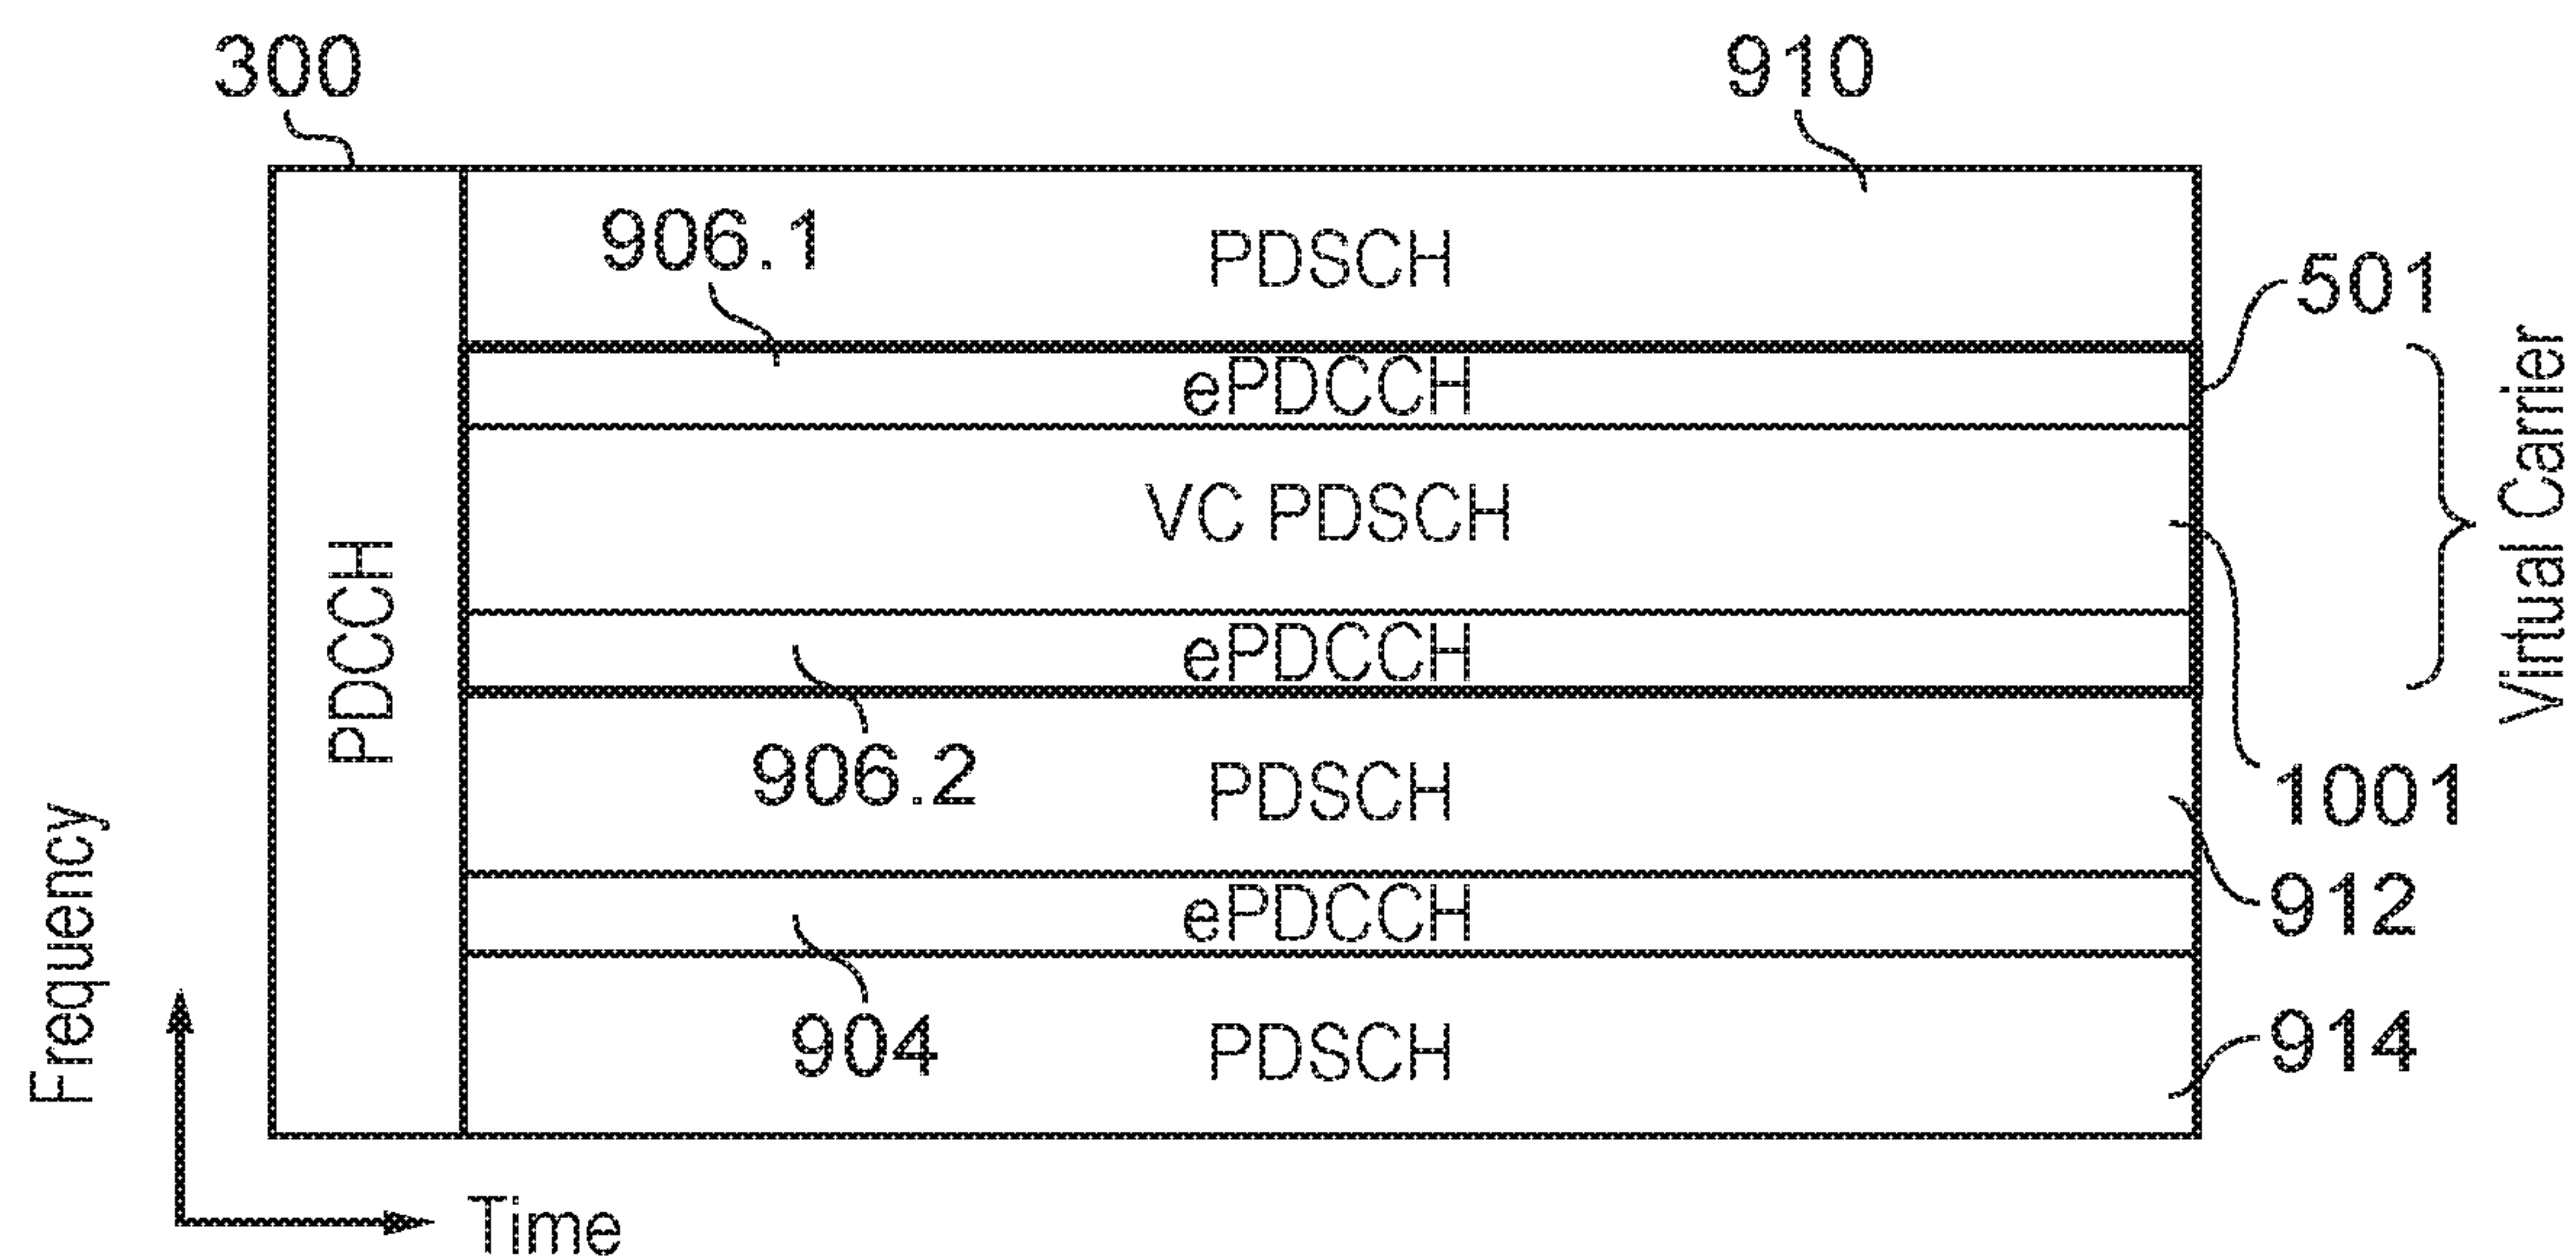 300
910
906.1
PDSCH
501
ePDCCH
VC PDSCH
Virtual Carrier
PDCCH
ePDCCH
906.2
PDSCH
1001
ePDCCH
912
904
PDSCH
914
Frequency
Time